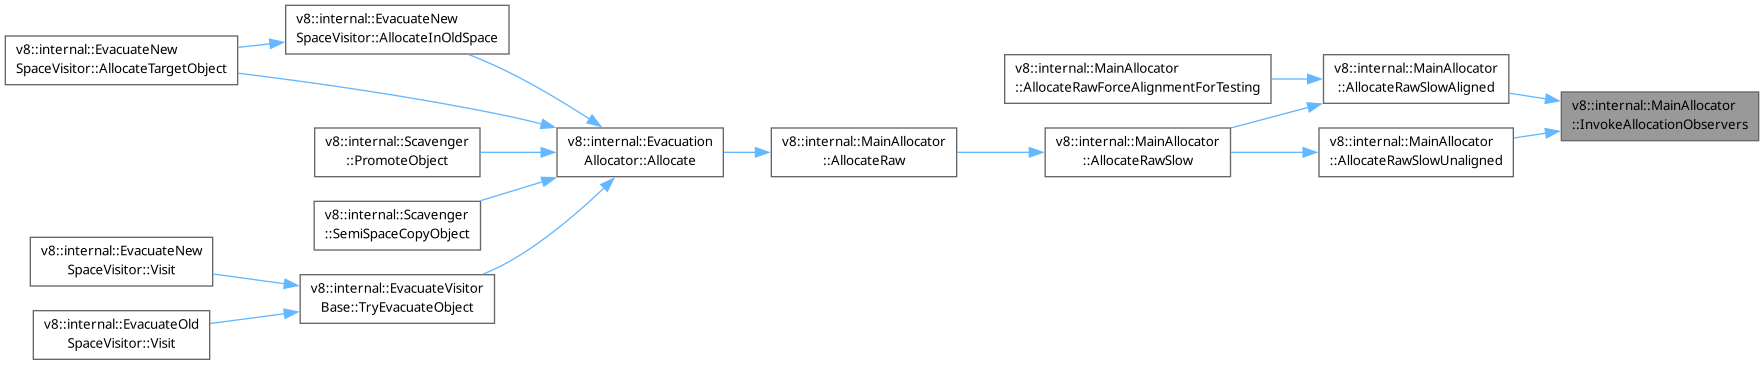 v8::internal::EvacuateNew
SpaceVisitor::AllocateInOldSpace
v8::internal::EvacuateNew
SpaceVisitor::AllocateTargetObject
v8::internal::Scavenger
::PromoteObject
v8::internal::Scavenger
::SemiSpaceCopyObject
v8::internal::EvacuateNew
SpaceVisitor::Visit
v8::internal::EvacuateOld
SpaceVisitor::Visit
v8::internal::EvacuateVisitor
Base::TryEvacuateObject
v8::internal::Evacuation
Allocator::Allocate
v8::internal::MainAllocator
::AllocateRaw
v8::internal::MainAllocator
::AllocateRawForceAlignmentForTesting
v8::internal::MainAllocator
::AllocateRawSlow
v8::internal::MainAllocator
::AllocateRawSlowAligned
v8::internal::MainAllocator
::AllocateRawSlowUnaligned
v8::internal::MainAllocator
::InvokeAllocationObservers